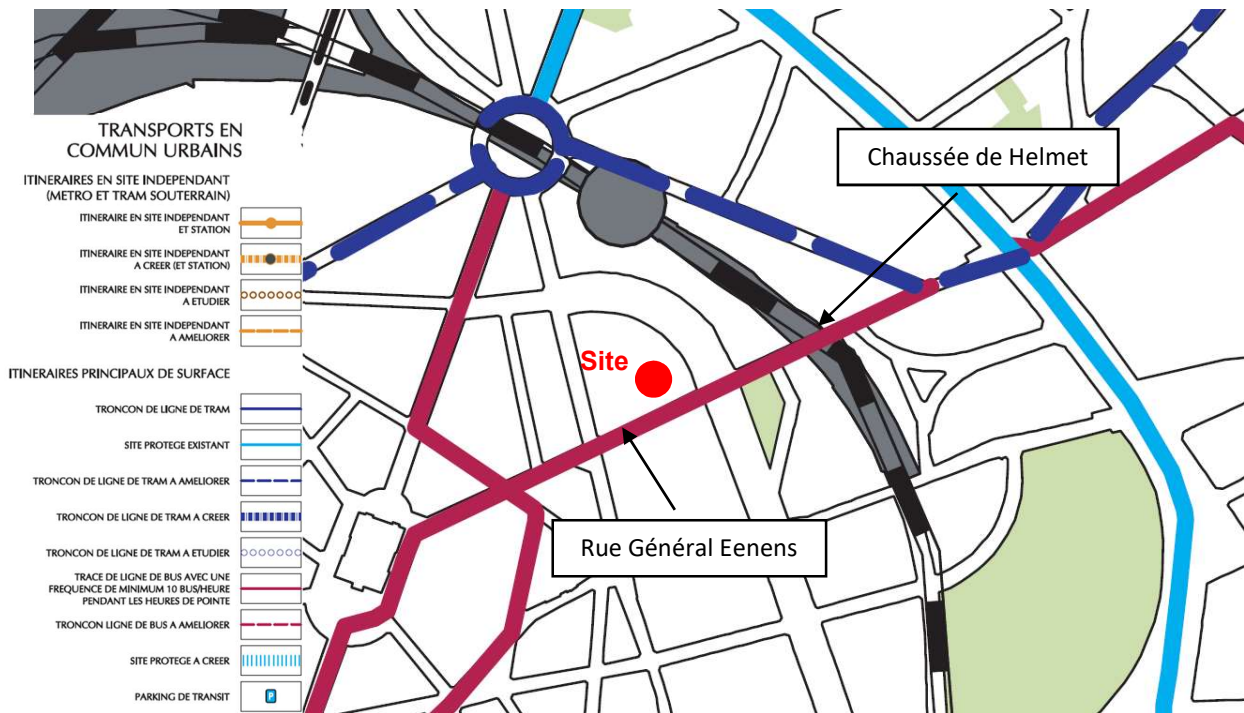 TRANSPORTS EN
COMMUN URBAINS
ITINERAIRES EN SITE INDEPENDANT
(METRO ET TRAM SOUTERRAIN)
ITINERAIRE EN SITE INDEPENDANT
ET STATION
ITINERAIRE EN SITE INDEPENDANT
A CREER (ET STATION)
ITINERAIRE EN SITE INDEPENDANT
A ETUDIER
ITINERAIRE EN SITE INDEPENDANT
A AMELIORER
ITINERAIRES PRINCIPAUX DE SURFACE
TRONCON DE LIGNE DE TRAM
SITE PROTEGE EXISTANT
TRONCON DE LIGNE DE TRAM A AMELIORER
TRONCON DE LIGNE DE TRAM A CREER
TRONCON DE LIGNE DE TRAM A ETUDIER
TRACE DE LIGNE DE BUS AVEC UNE
FREQUENCE DE MINIMUM 10 BUS/HEURE
PENDANT LES HEURES DE POINTE
TRONCON LIGNE DE BUS A AMELIORER
SITE PROTEGE A CREER
PARKING DE TRANSIT
P
Chaussée de Helmet
Site
Rue Général Eenens